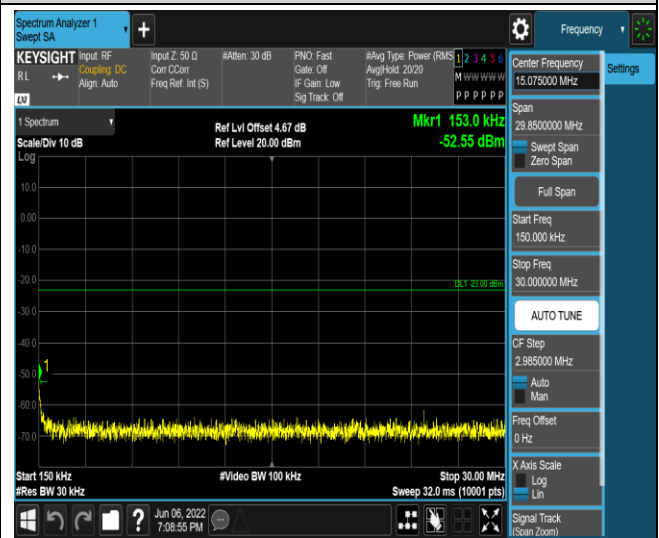 Spectrum Analyzer 1
Swept SA
Frequency
KEYSIGHT
RL
LXI
Input: RF
Coupling: DC
Align: Auto
Input Z: 50 Ω
Corr CCorr
Freq Ref: Int (S)
#Atten: 30 dB
PNO: Fast
Gate: Off
IF Gain: Low
Sig Track: Off
#Avg Type: Power (RMS
Avg|Hold: 20/20
Trig: Free Run
1 2 3 4 5 6
M W W W W W
P P P P P P
1 Spectrum
Scale/Div 10 dB
Ref Lvl Offset 4.67 dB
Ref Level 20.00 dBm
Mkr1 153.0 kHz
-52.55 dBm
Log
10.0
0.00
-10.0
-20.0
DL1 -23.00 dBm
-30.0
-40.0
-50.0
1
-60.0
-70.0
Start 150 kHz
#Res BW 30 kHz
#Video BW 100 kHz
Stop 30.00 MHz
Sweep 32.0 ms (10001 pts)
Jun 06, 2022
7:08:55 PM
Center Frequency
15.075000 MHz
Span
29.8500000 MHz
Swept Span
Zero Span
Full Span
Start Freq
150.000 kHz
Stop Freq
30.000000 MHz
AUTO TUNE
CF Step
2.985000 MHz
Auto
Man
Freq Offset
0 Hz
X Axis Scale
Log
Lin
Signal Track
(Span Zoom)
Settings